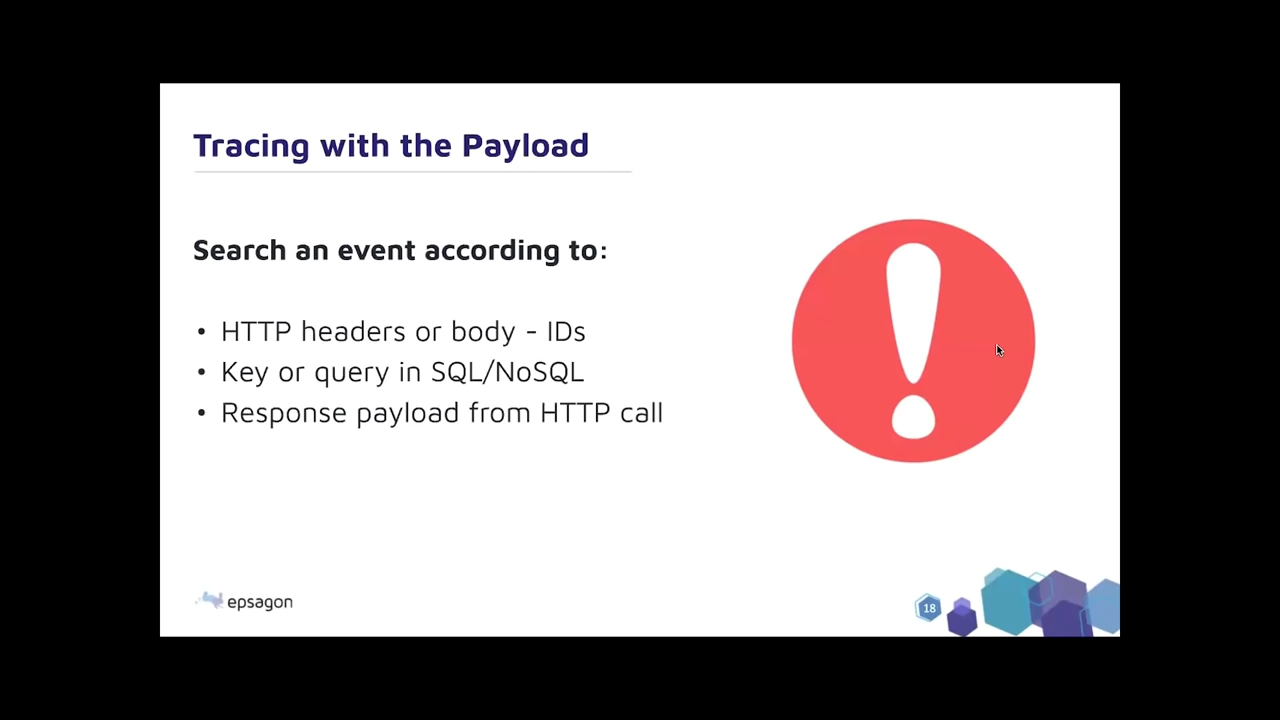 Tracing with the Payload
Search an event according to:
• HTTP headers or body - IDs
• Key or query in SQL/NoSQL
• Response payload from HTTP call
epsagon
18